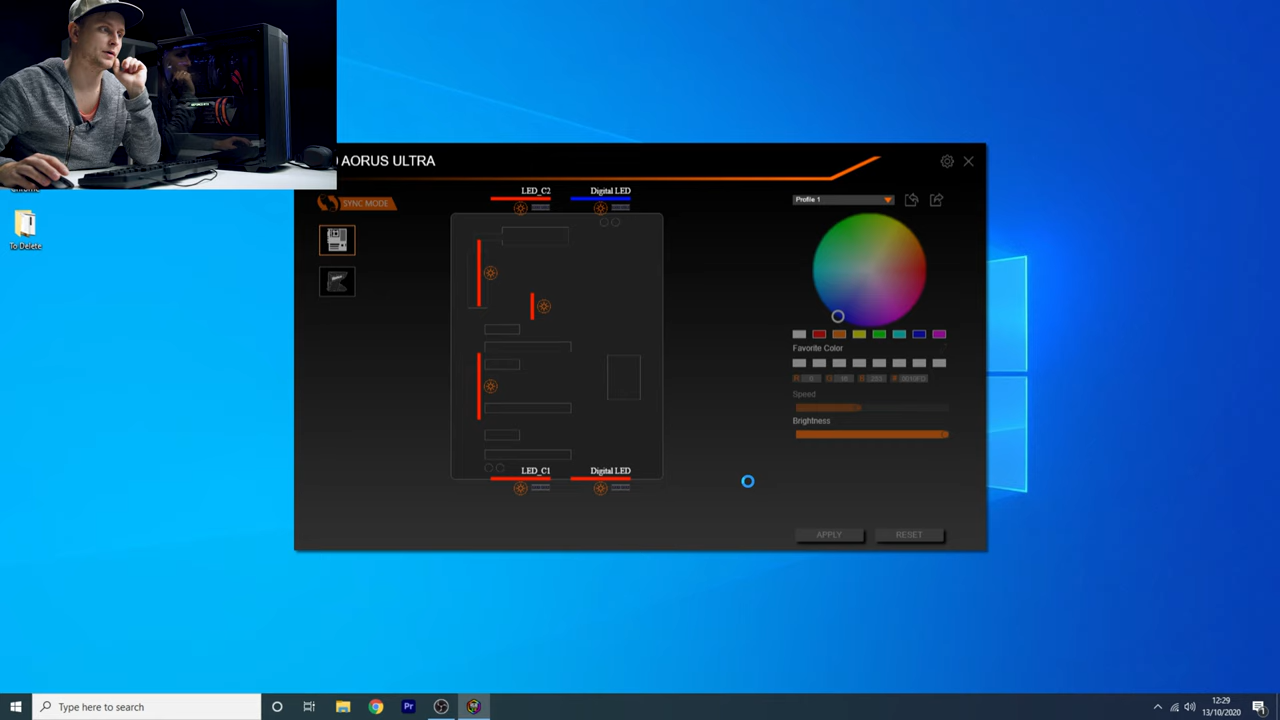 AORUS ULTRA
LED_C2
Digital LED
SYNC MODE
Profile 1
To Delete
Favorite Color
Speed
Brightness
LED_C1
Digital LED
APPLY
RESET
Type here to search
Pr
12:29
13/10/2020